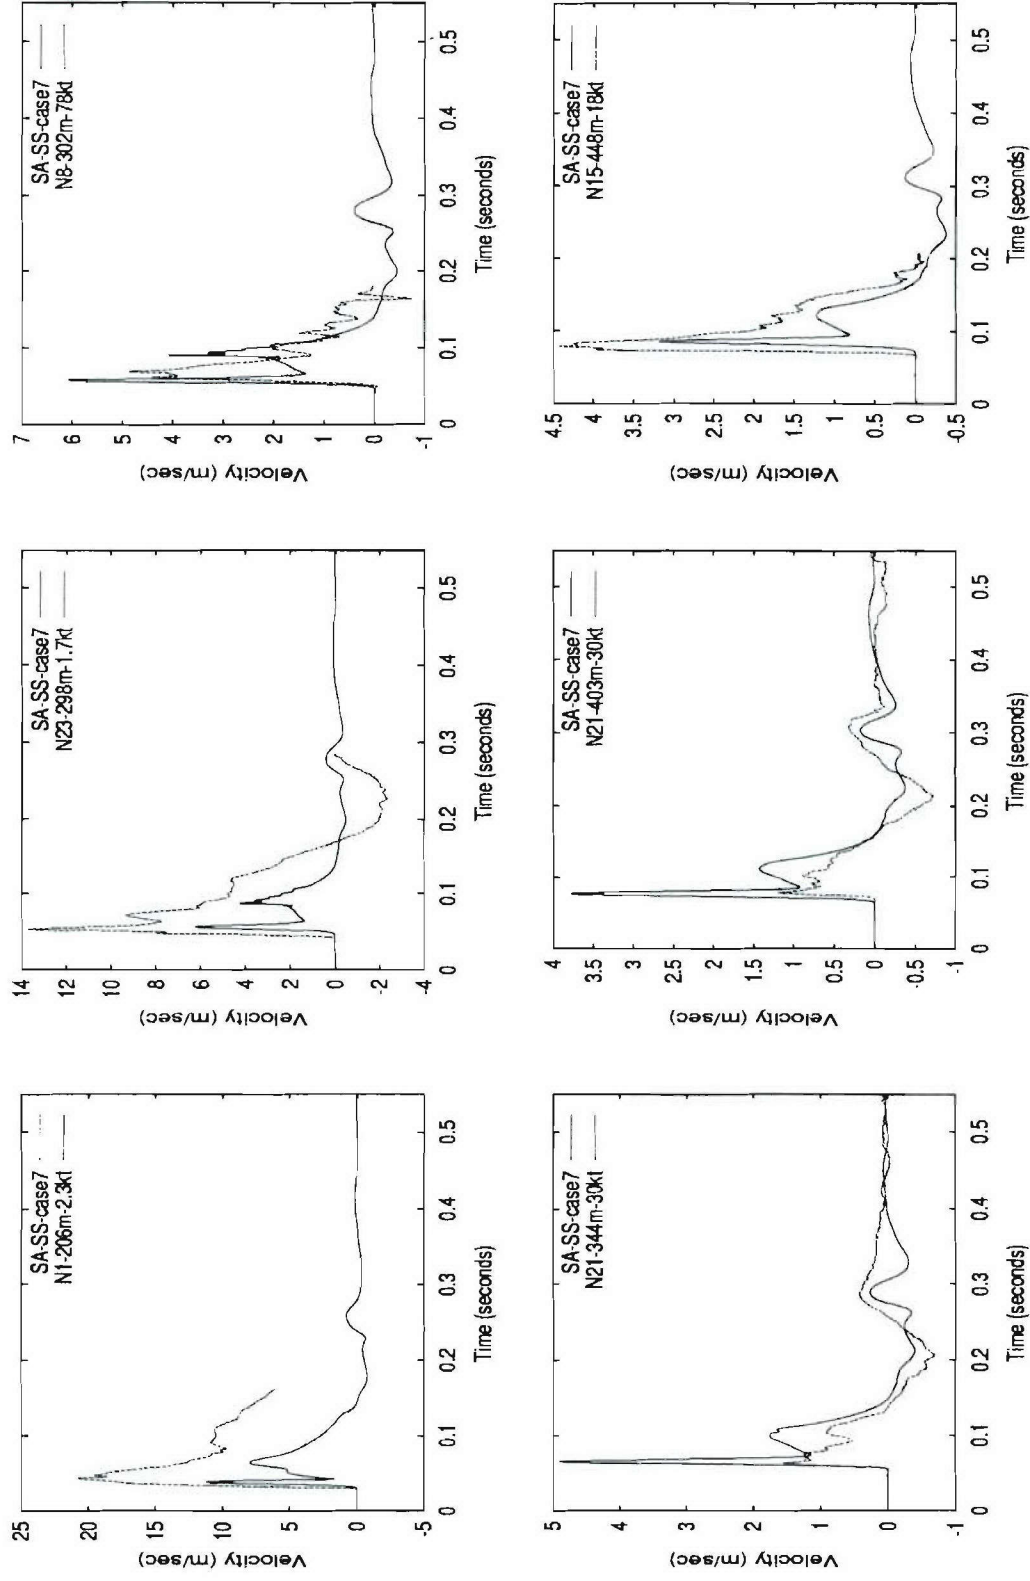 Velocity (m/sec)
25
20
15
10
5
0
-5
SA-SS-case7
N1-206m-2.3kt
0 0.1 0.2 0.3 0.4 0.5
Time (seconds)
Velocity (m/sec)
14
12
10
8
6
4
2
0
-2
-4
SA-SS-case7
N23-298m-1.7kt
0 0.1 0.2 0.3 0.4 0.5
Time (seconds)
Velocity (m/sec)
7
6
5
4
3
2
1
0
-1
SA-SS-case7
N8-302m-78kt
0 0.1 0.2 0.3 0.4 0.5
Time (seconds)
Velocity (m/sec)
5
4
3
2
1
0
-1
SA-SS-case7
N21-344m-30kt
0 0.1 0.2 0.3 0.4 0.5
Time (seconds)
Velocity (m/sec)
4
3.5
3
2.5
2
1.5
1
0.5
0
-0.5
-1
SA-SS-case7
N21-403m-30kt
0 0.1 0.2 0.3 0.4 0.5
Time (seconds)
Velocity (m/sec)
4.5
4
3.5
3
2.5
2
1.5
1
0.5
0
-0.5
SA-SS-case7
N15-448m-18kt
0 0.1 0.2 0.3 0.4 0.5
Time (seconds)